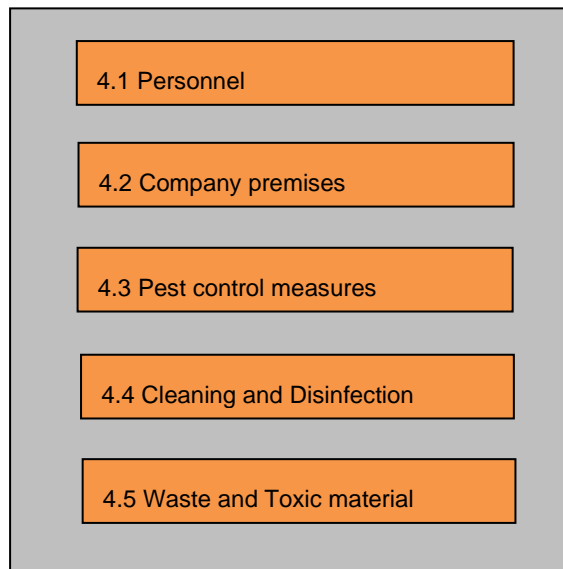 4.1 Personnel
4.2 Company premises
4.3 Pest control measures
4.4 Cleaning and Disinfection
4.5 Waste and Toxic material